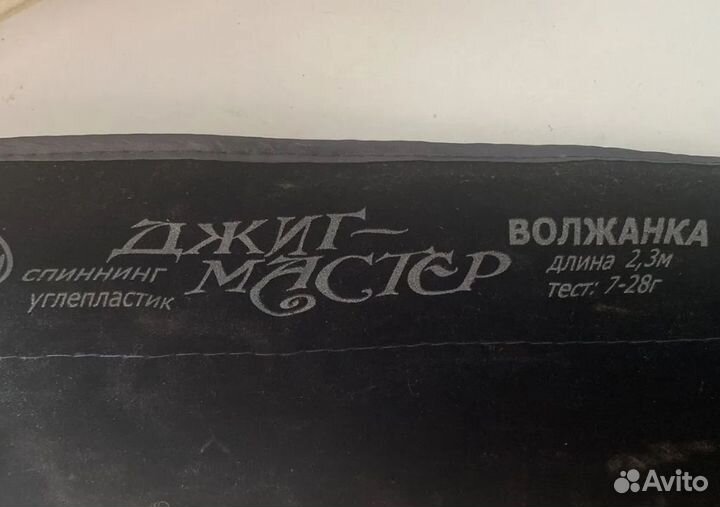 спиннинг
углепластик
ДЖИГ-
МАСТЕР
ВОЛЖАНКА
длина 2,3м
тест: 7-28г
Avito